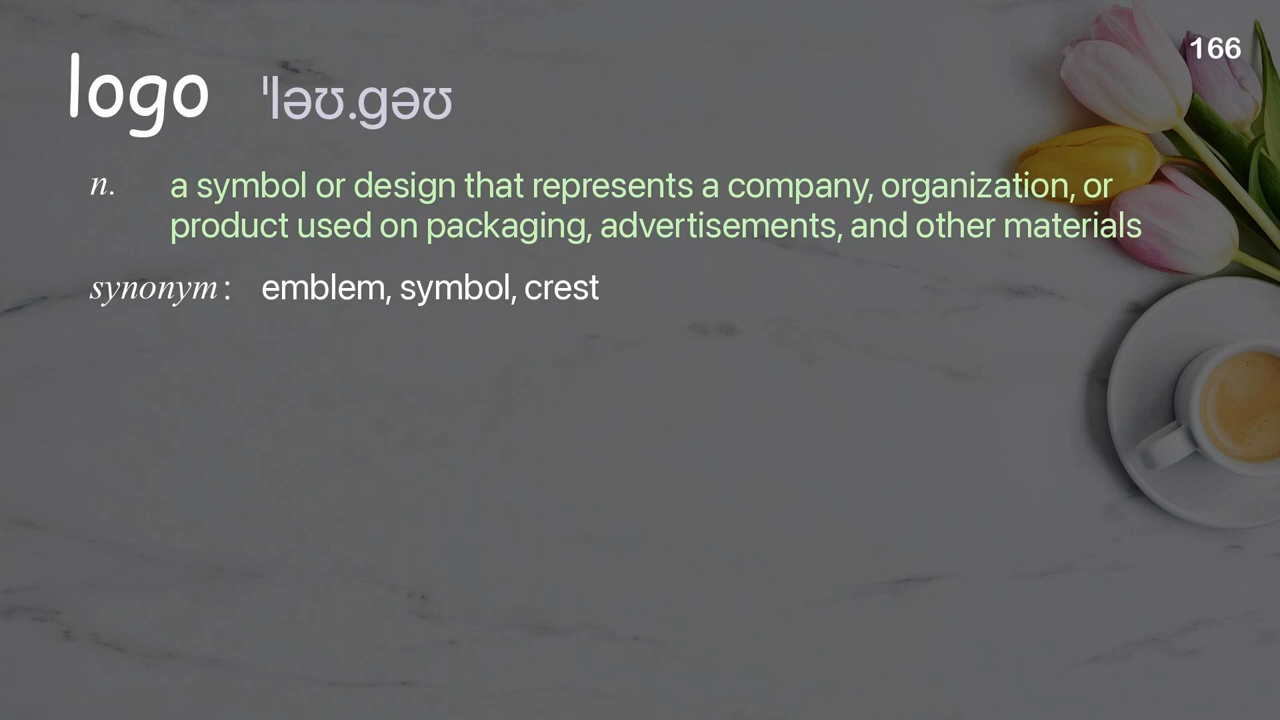 166
logo ˈləʊ.gəʊ
n. a symbol or design that represents a company, organization, or
product used on packaging, advertisements, and other materials
synonym: emblem, symbol, crest